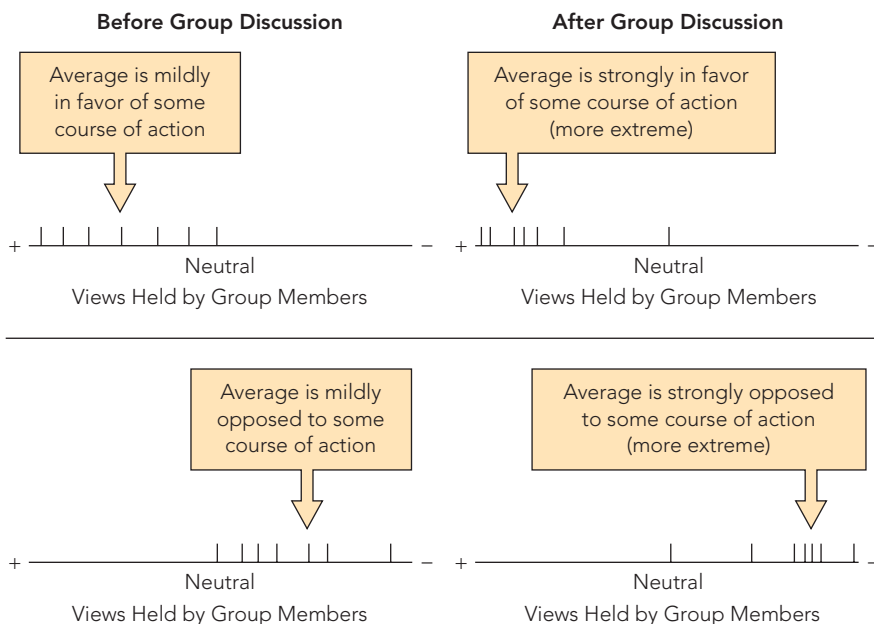 Before Group Discussion
After Group Discussion
Average is mildly
in favor of some
course of action
Average is strongly in favor
of some course of action
(more extreme)
+ –
Neutral
Views Held by Group Members
+ –
Neutral
Views Held by Group Members
Average is mildly
opposed to some
course of action
Average is strongly opposed
to some course of action
(more extreme)
+ –
Neutral
Views Held by Group Members
+ –
Neutral
Views Held by Group Members